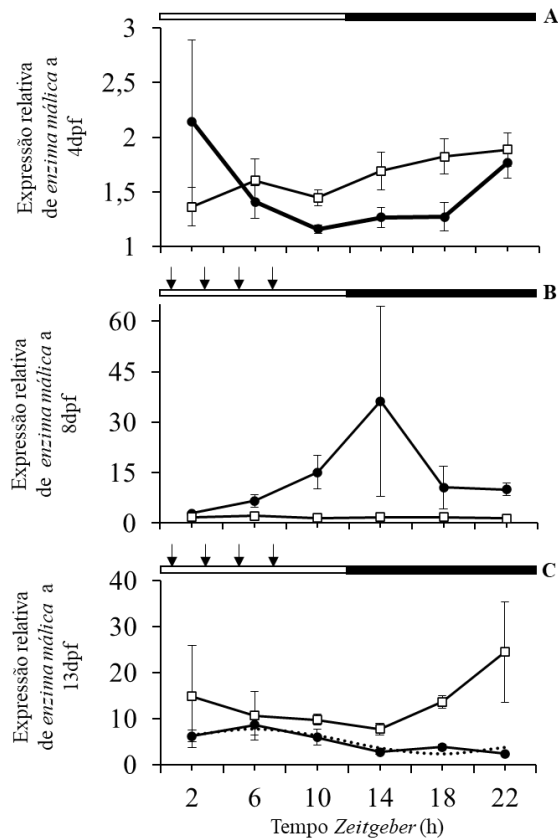 A
3
2,5
2
1,5
1
Expressão relativa
de enzima málica a
4dpf
B
60
45
30
15
0
Expressão relativa
de enzima málica a
8dpf
C
40
30
20
10
0
Expressão relativa
de enzima málica a
13dpf
2 6 10 14 18 22
Tempo Zeitgeber (h)